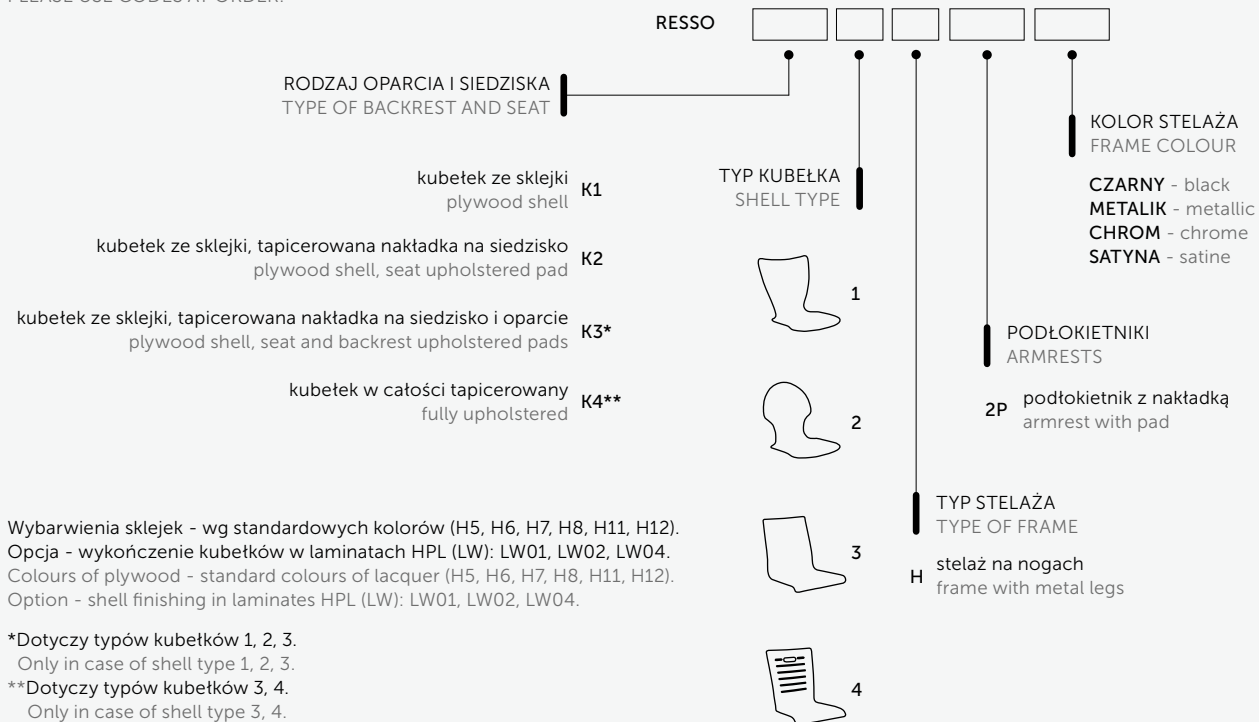 PLEASE USE CODES AT ORDER.
RESSO
RODZAJ OPARCIA I SIEDZISKA
TYPE OF BACKREST AND SEAT
kubełek ze sklejki
plywood shell
K1
kubełek ze sklejki, tapicerowana nakładka na siedzisko
plywood shell, seat upholstered pad
K2
kubełek ze sklejki, tapicerowana nakładka na siedzisko i oparcie
plywood shell, seat and backrest upholstered pads
K3*
kubełek w całości tapicerowany
fully upholstered
K4**
TYP KUBEŁKA
SHELL TYPE
1
2
3
4
TYP STELAŻA
TYPE OF FRAME
H
stelaż na nogach
frame with metal legs
PODŁOKIETNIKI
ARMRESTS
2P
podłokietnik z nakładką
armrest with pad
KOLOR STELAŻA
FRAME COLOUR
CZARNY - black
METALIK - metallic
CHROM - chrome
SATYNA - satine
Wybarwienia sklejek - wg standardowych kolorów (H5, H6, H7, H8, H11, H12).
Opcja - wykończenie kubełków w laminatach HPL (LW): LW01, LW02, LW04.
Colours of plywood - standard colours of lacquer (H5, H6, H7, H8, H11, H12).
Option - shell finishing in laminates HPL (LW): LW01, LW02, LW04.
*Dotyczy typów kubełków 1, 2, 3.
Only in case of shell type 1, 2, 3.
**Dotyczy typów kubełków 3, 4.
Only in case of shell type 3, 4.